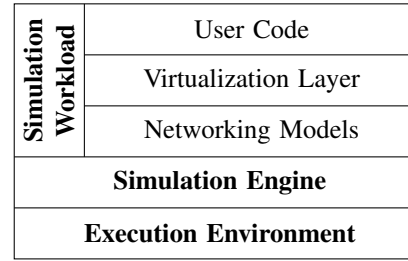 Simulation
Workload
User Code
Virtualization Layer
Networking Models
Simulation Engine
Execution Environment